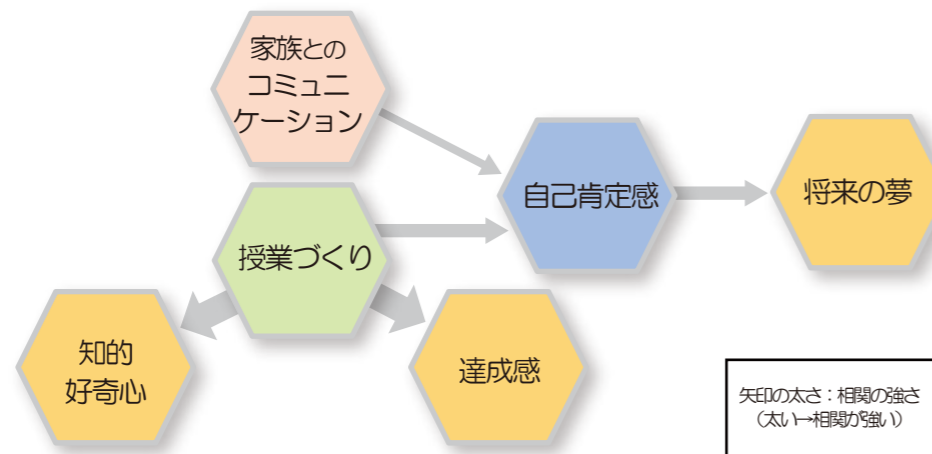 家族との
コミュニ
ケーション
自己肯定感
将来の夢
授業づくり
知的
好奇心
達成感
矢印の太さ：相関の強さ
（太い→相関が強い）